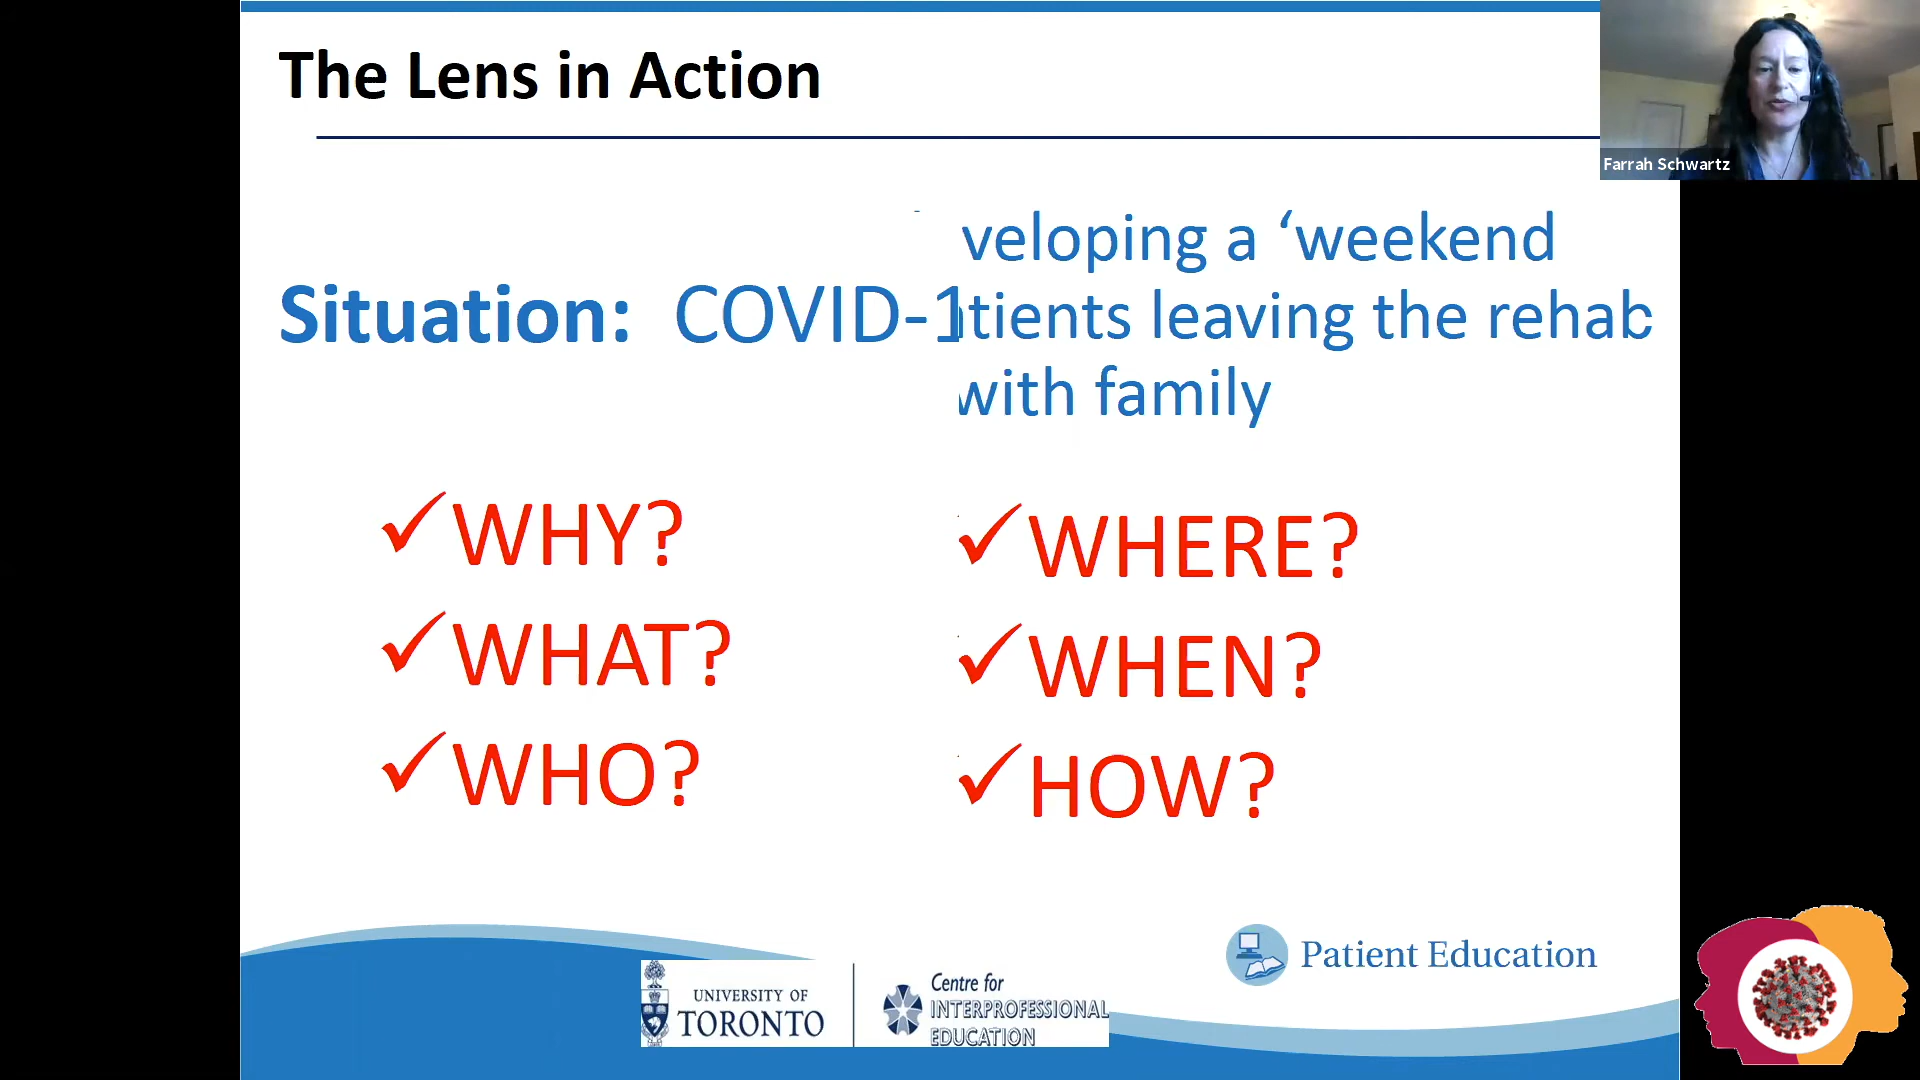 The Lens in Action
Farrah Schwartz
veloping a ‘weekend
Situation: COVID-1
tients leaving the rehab
with family
WHY?
WHERE?
WHAT?
WHEN?
WHO?
HOW?
Patient Education
UNIVERSITY OF
TORONTO
Centre for
INTERPROFESSIONAL
EDUCATION